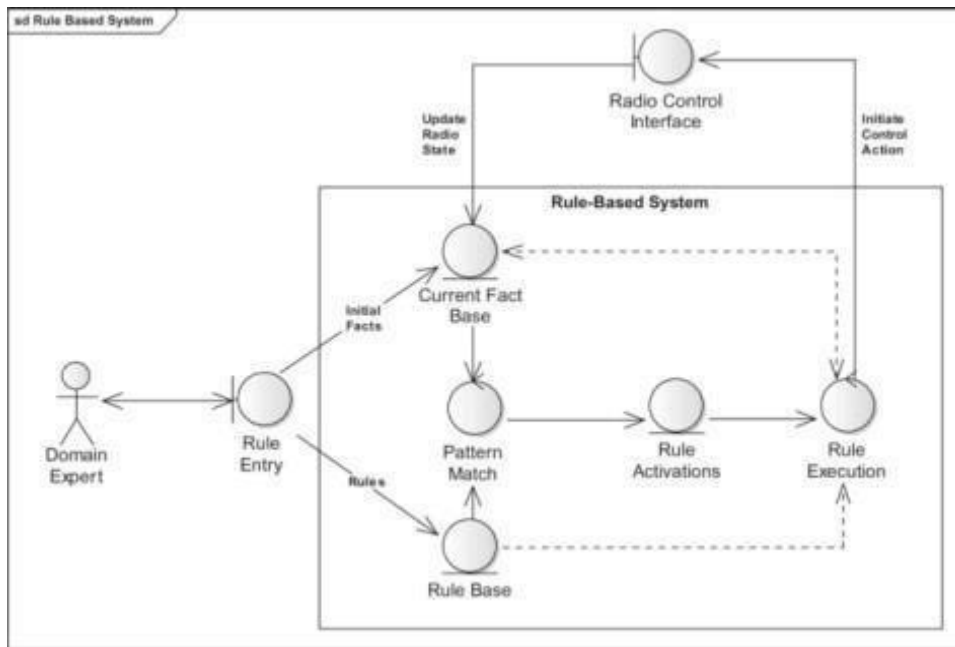 sd Rule Based System
Radio Control
Interface
Update
Radio
State
Initiate
Control
Action
Rule-Based System
Current Fact
Base
Initial
Facts
Domain
Expert
Rule
Entry
Pattern
Match
Rule
Activations
Rule
Execution
Rules
Rule Base